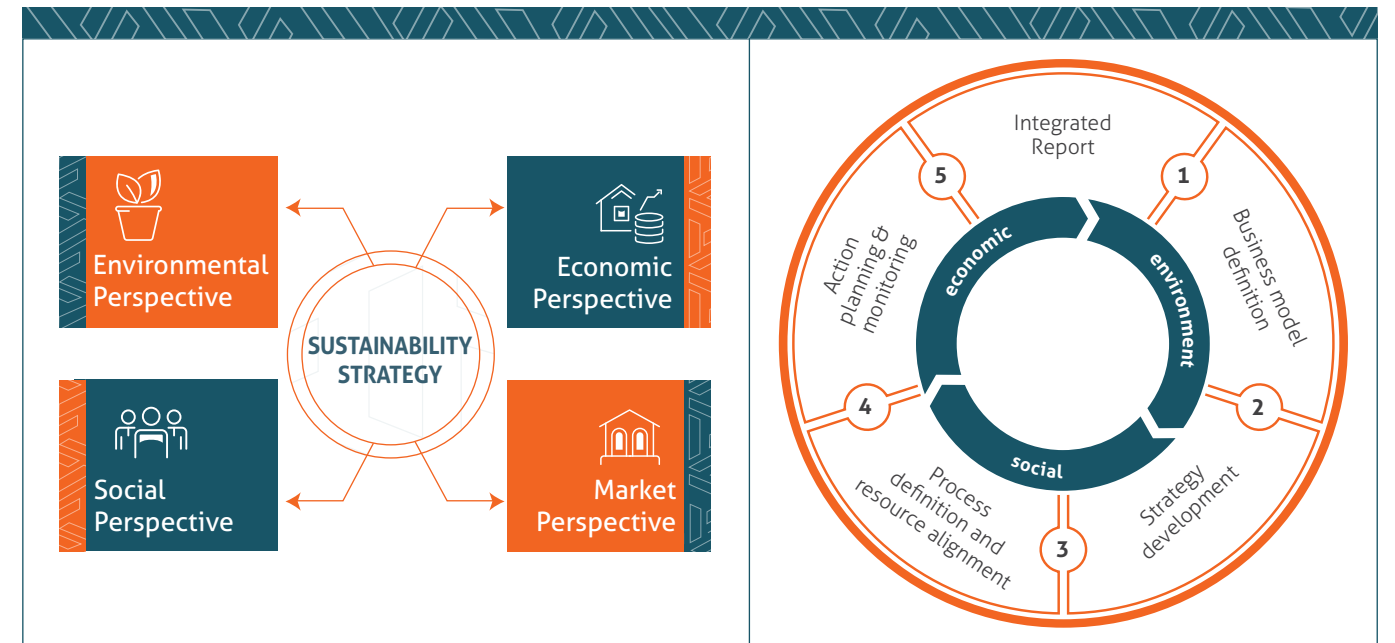 Environmental
Perspective
Economic
Perspective
SUSTAINABILITY
STRATEGY
Social
Perspective
Market
Perspective
Integrated
Report
1
Business model
definition
2
Strategy
development
3
Process
definition and
resource alignment
4
Action
planning &
monitoring
5
economic
environment
social